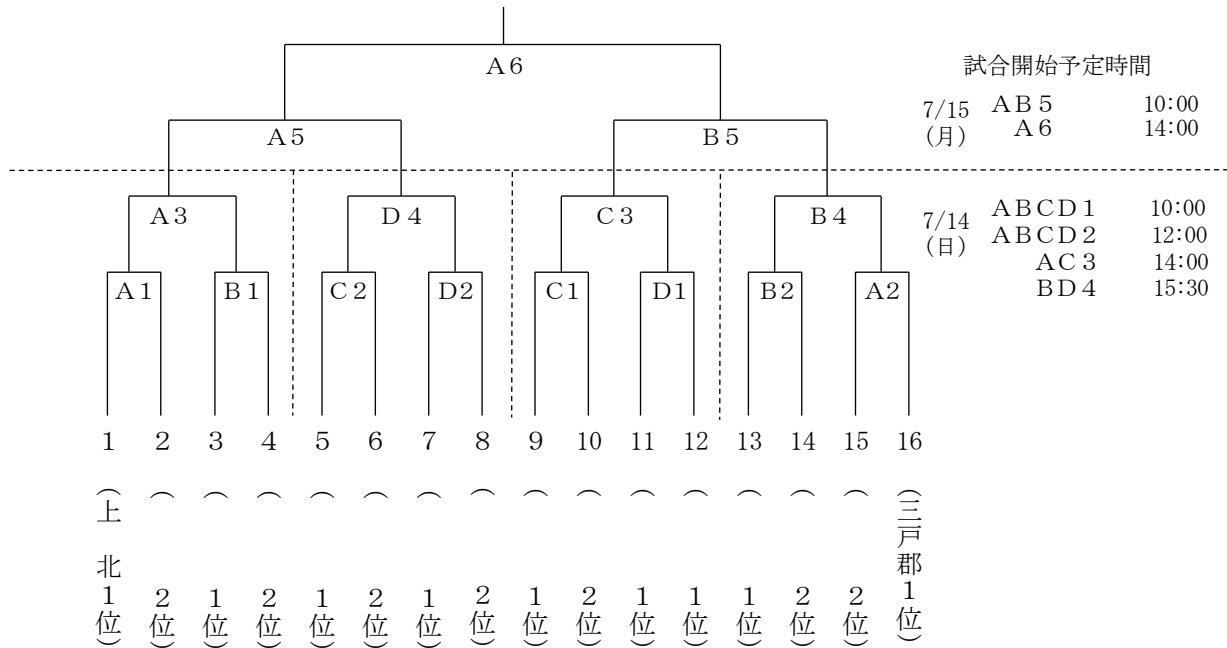 A6
試合開始予定時間
7/15
(月)
AB5 10:00
A6 14:00
A5
B5
A3
D4
C3
B4
7/14
(日)
ABCD1 10:00
ABCD2 12:00
AC3 14:00
BD4 15:30
A1
B1
C2
D2
C1
D1
B2
A2
1 2 3 4 5 6 7 8 9 10 11 12 13 14 15 16
(上 北 1位)
( 2位)
( 1位)
( 2位)
( 1位)
( 2位)
( 1位)
( 2位)
( 1位)
( 2位)
( 1位)
( 1位)
( 1位)
( 2位)
( 2位)
(三戸郡 1位)